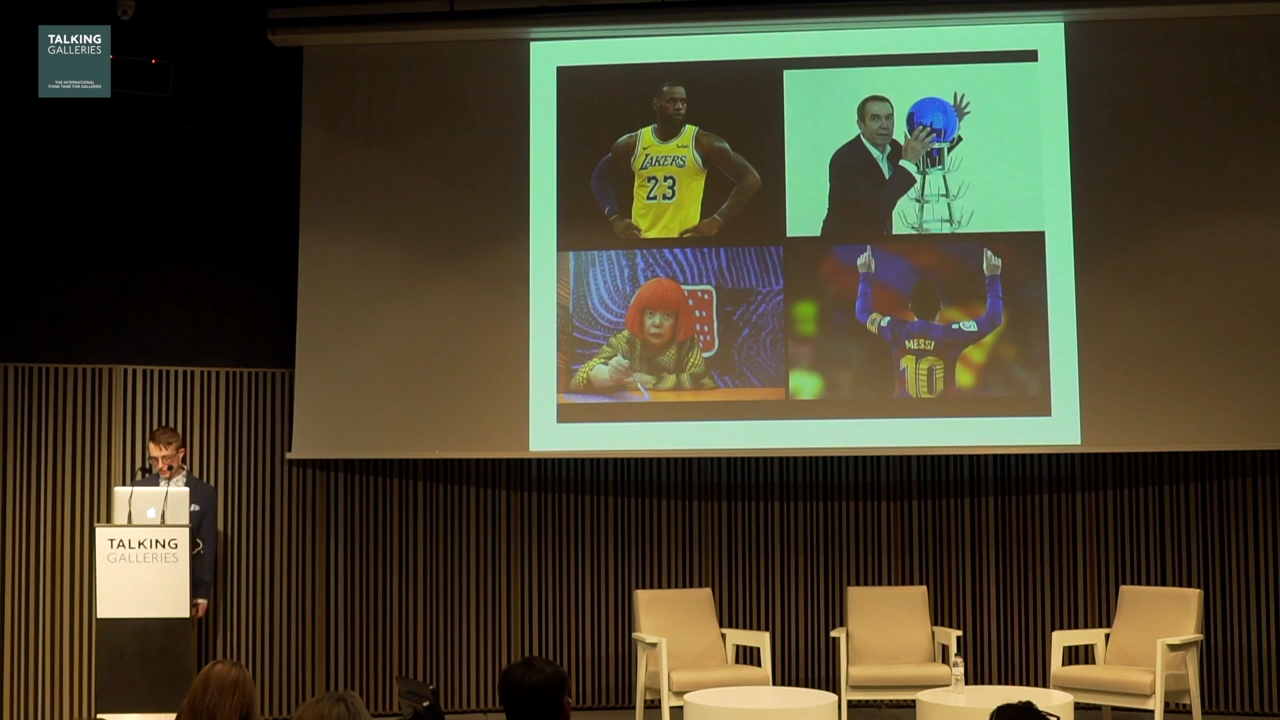 TALKING
GALLERIES
THE INTERNATIONAL
THINK TANK FOR GALLERIES
LAKERS
23
MESSI
10
TALKING
GALLERIES